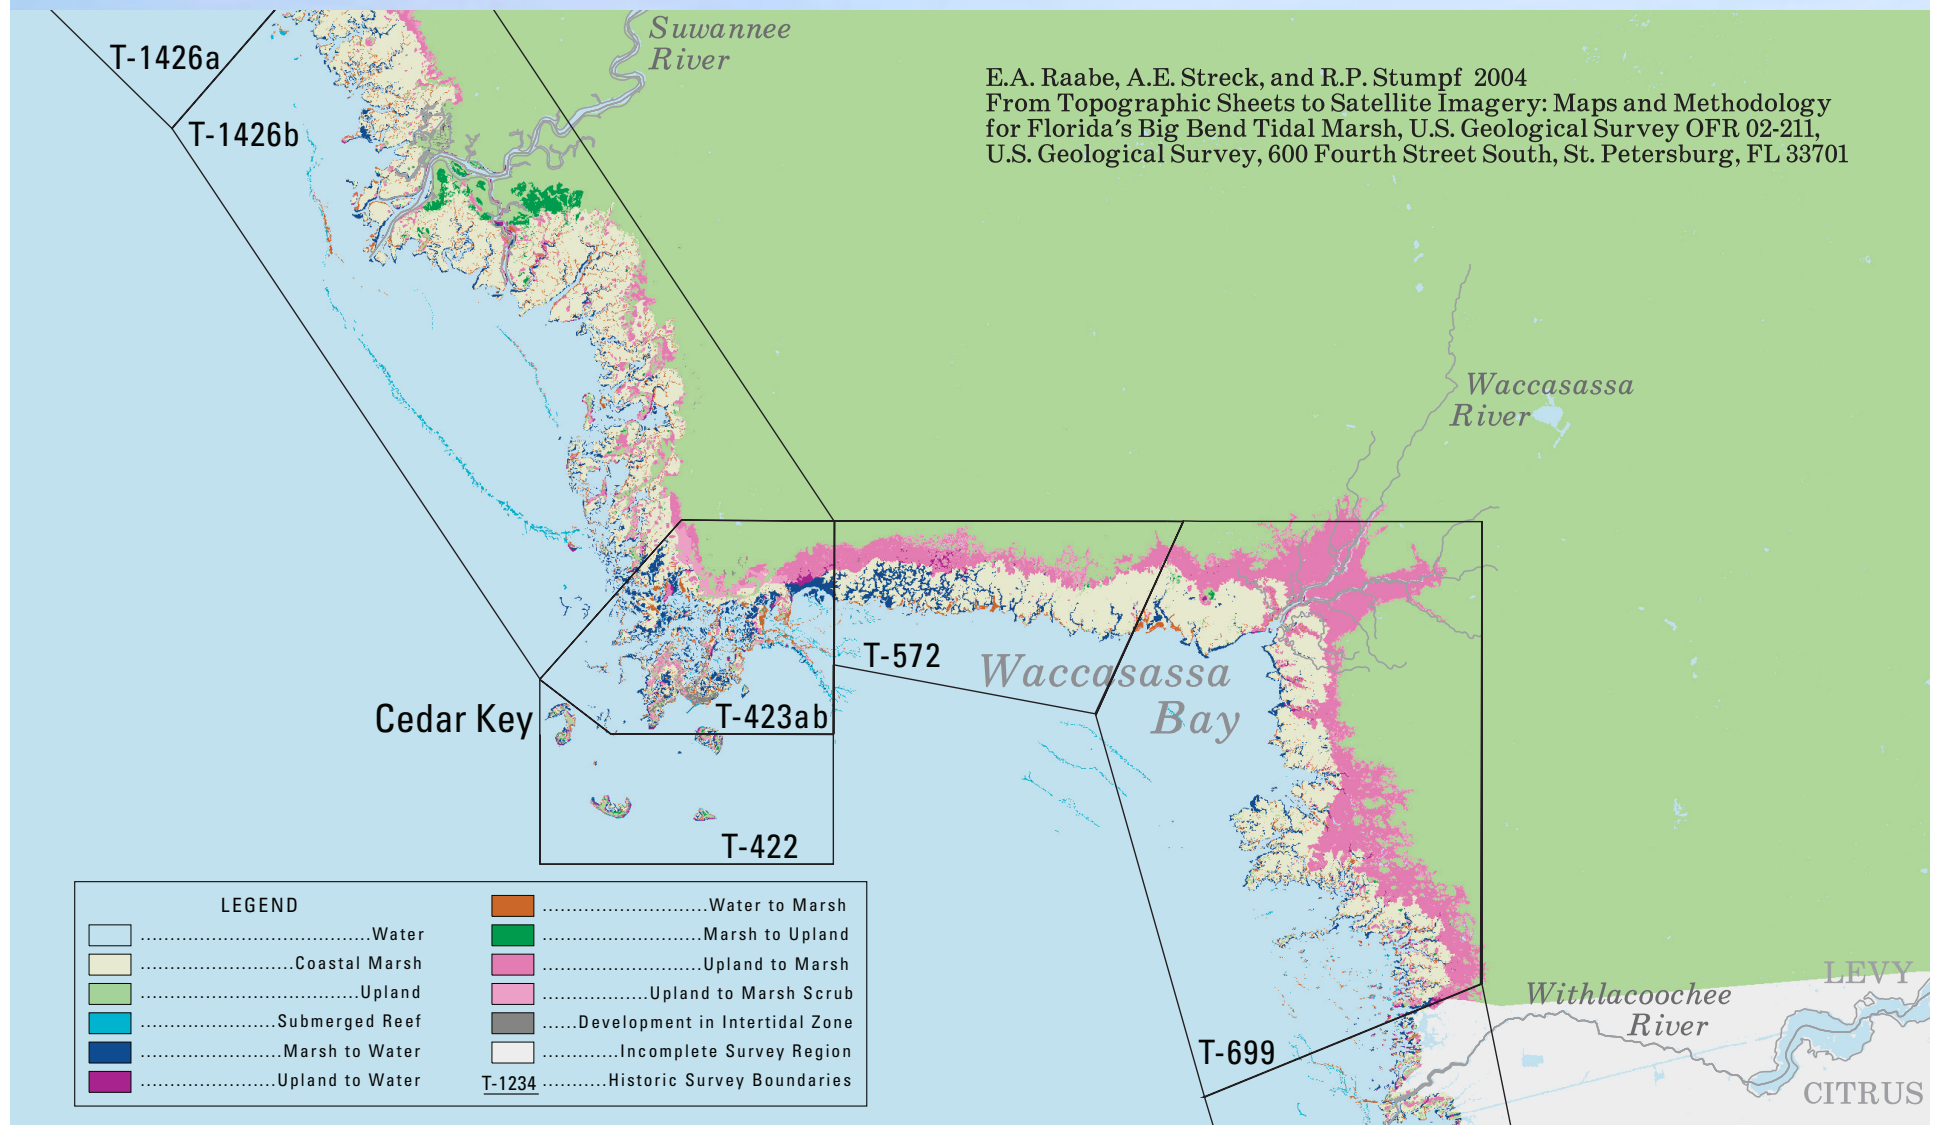 Suwannee
River
T-1426a
T-1426b
E.A. Raabe, A.E. Streck, and R.P. Stumpf 2004
From Topographic Sheets to Satellite Imagery: Maps and Methodology
for Florida's Big Bend Tidal Marsh, U.S. Geological Survey OFR 02-211,
U.S. Geological Survey, 600 Fourth Street South, St. Petersburg, FL 33701
Waccasassa
River
T-572
Waccasassa
Bay
Cedar Key
T-423ab
T-422
LEGEND
......................................Water
..........................Coastal Marsh
.....................................Upland
.......................Submerged Reef
........................Marsh to Water
.......................Upland to Water
............................Water to Marsh
...........................Marsh to Upland
...........................Upland to Marsh
..................Upland to Marsh Scrub
......Development in Intertidal Zone
.............Incomplete Survey Region
T-1234 ...........Historic Survey Boundaries
T-699
Withlacoochee
River
LEVY
CITRUS